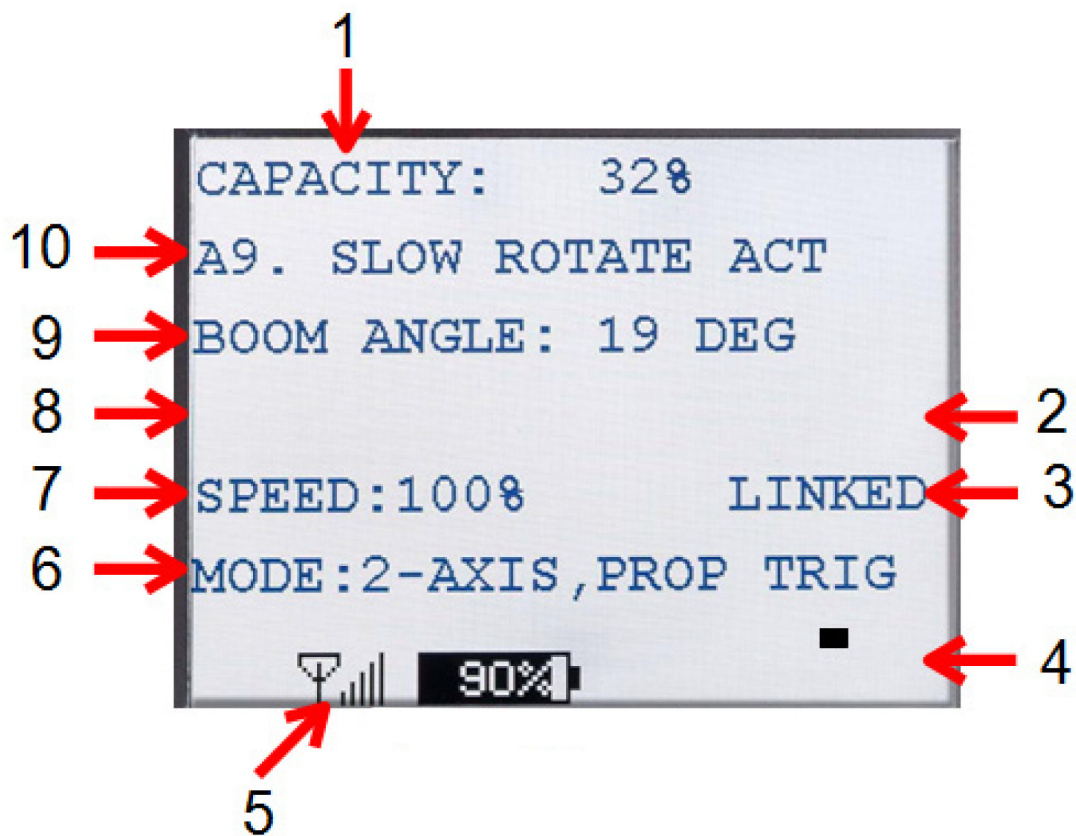 1
CAPACITY: 32%
10
A9. SLOW ROTATE ACT
9
BOOM ANGLE: 19 DEG
8
2
7
SPEED:100% LINKED
3
6
MODE:2-AXIS,PROP TRIG
4
90%
5